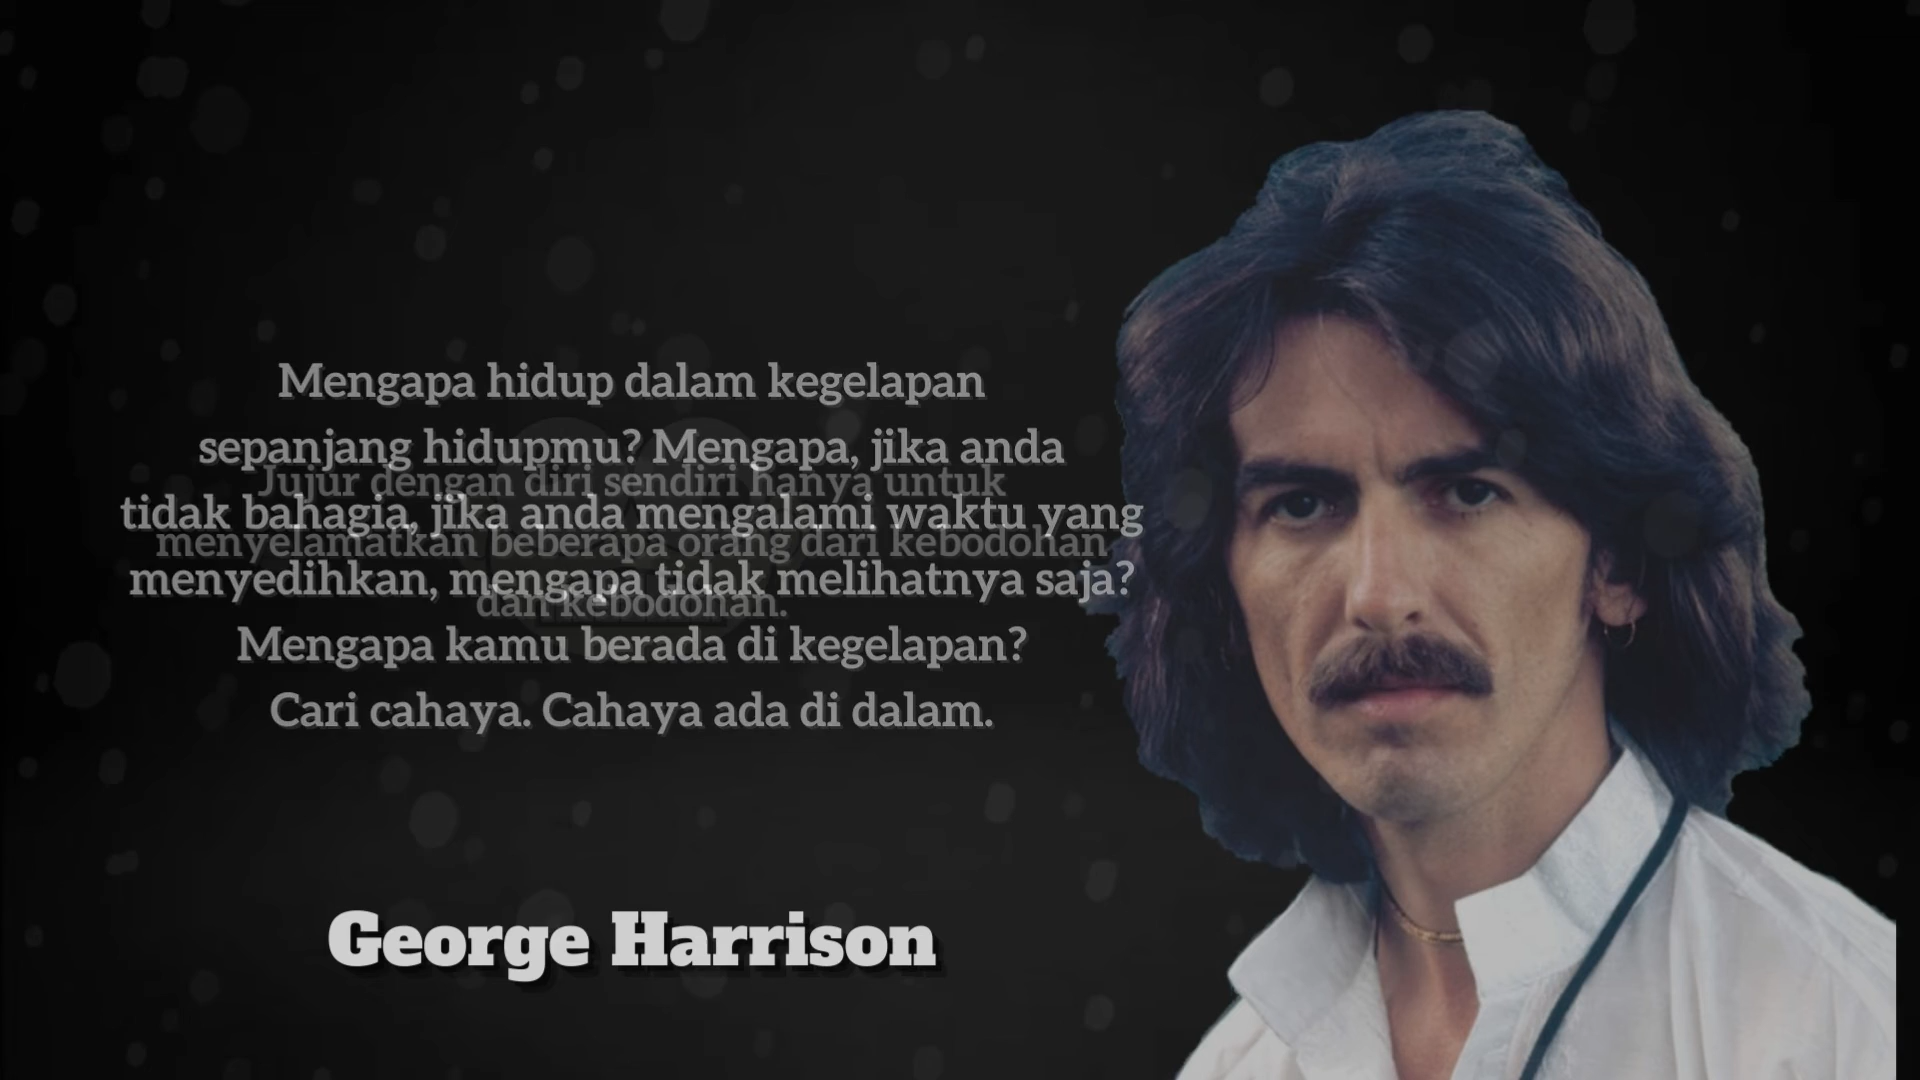 Mengapa hidup dalam kegelapan
sepanjang hidupmu? Mengapa, jika anda
Jujur dengan diri sendiri hanya untuk
tidak bahagia, jika anda mengalami waktu yang
menyelamatkan beberapa orang dari kebodohan
menyedihkan, mengapa tidak melihatnya saja?
dan kebodohan.
Mengapa kamu berada di kegelapan?
Cari cahaya. Cahaya ada di dalam.
George Harrison